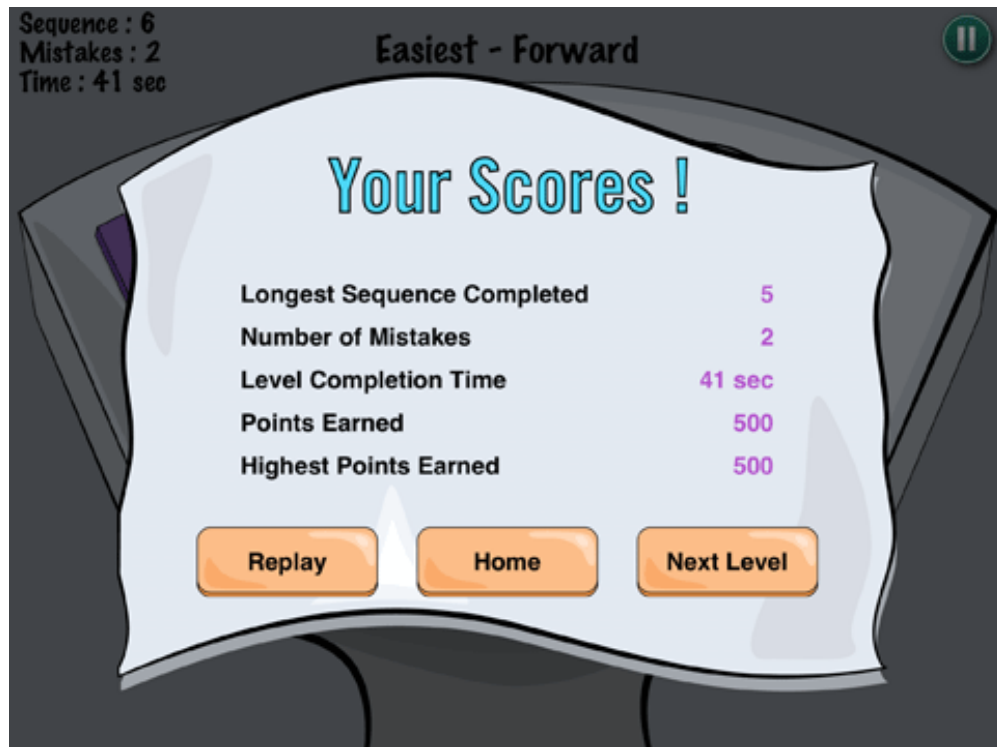 Sequence : 6
Mistakes : 2
Time : 41 sec
Easiest - Forward
Your Scores !
Longest Sequence Completed 5
Number of Mistakes 2
Level Completion Time 41 sec
Points Earned 500
Highest Points Earned 500
Replay Home Next Level